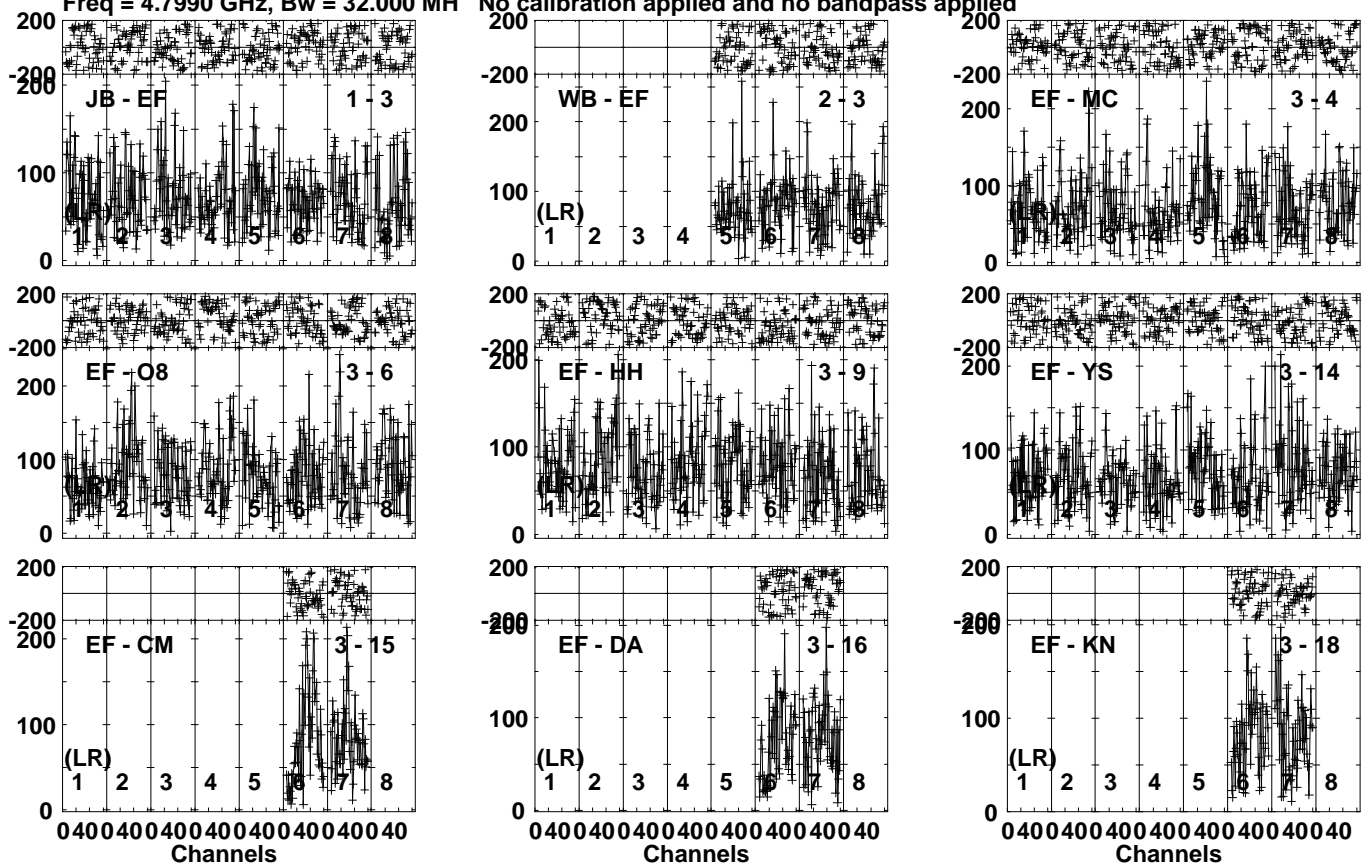 Freq = 4.7990 GHz, Bw = 32.000 MH No calibration applied and no bandpass applied
200
-200
JB - EF 1 - 3
200
100
0
(LR)
1 2 3 4 5 6 7 8
200
-200
WB - EF 2 - 3
200
100
0
(LR)
1 2 3 4 5 6 7 8
200
-200
EF - MC 3 - 4
200
100
0
(LR)
1 2 3 4 5 6 7 8
200
-200
EF - O8 3 - 6
200
100
0
(LR)
1 2 3 4 5 6 7 8
200
-200
EF - HH 3 - 9
200
100
0
(LR)
1 2 3 4 5 6 7 8
200
-200
EF - YS 3 - 14
200
100
0
(LR)
1 2 3 4 5 6 7 8
200
-200
EF - CM 3 - 15
200
100
0
(LR)
1 2 3 4 5 6 7 8
0 40 0 40 0 40 0 40 0 40 0 40 0 40 0 40
Channels
200
-200
EF - DA 3 - 16
200
100
0
(LR)
1 2 3 4 5 6 7 8
0 40 0 40 0 40 0 40 0 40 0 40 0 40 0 40
Channels
200
-200
EF - KN 3 - 18
200
100
0
(LR)
1 2 3 4 5 6 7 8
0 40 0 40 0 40 0 40 0 40 0 40 0 40 0 40
Channels